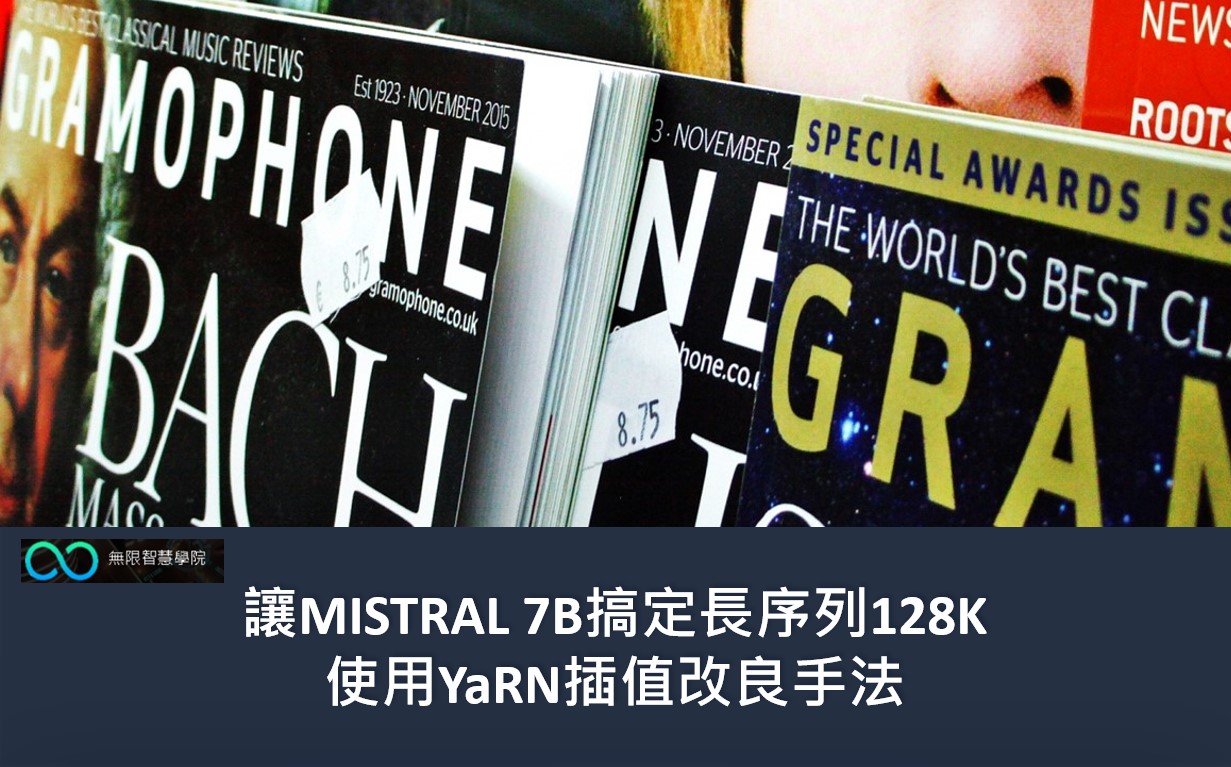 THE WORLD'S BEST CLASSICAL MUSIC REVIEWS
GRAMOPHONE
Est 1923 · NOVEMBER 2015
€ 8.75
gramophone.co.uk
BACH
3 · NOVEMBER 2
NE
8.75
hone.co.u
SPECIAL AWARDS ISS
THE WORLD'S BEST CLA
GRAM
NEWS
ROOTS
無限智慧學院
讓MISTRAL 7B搞定長序列128K
使用YaRN插值改良手法